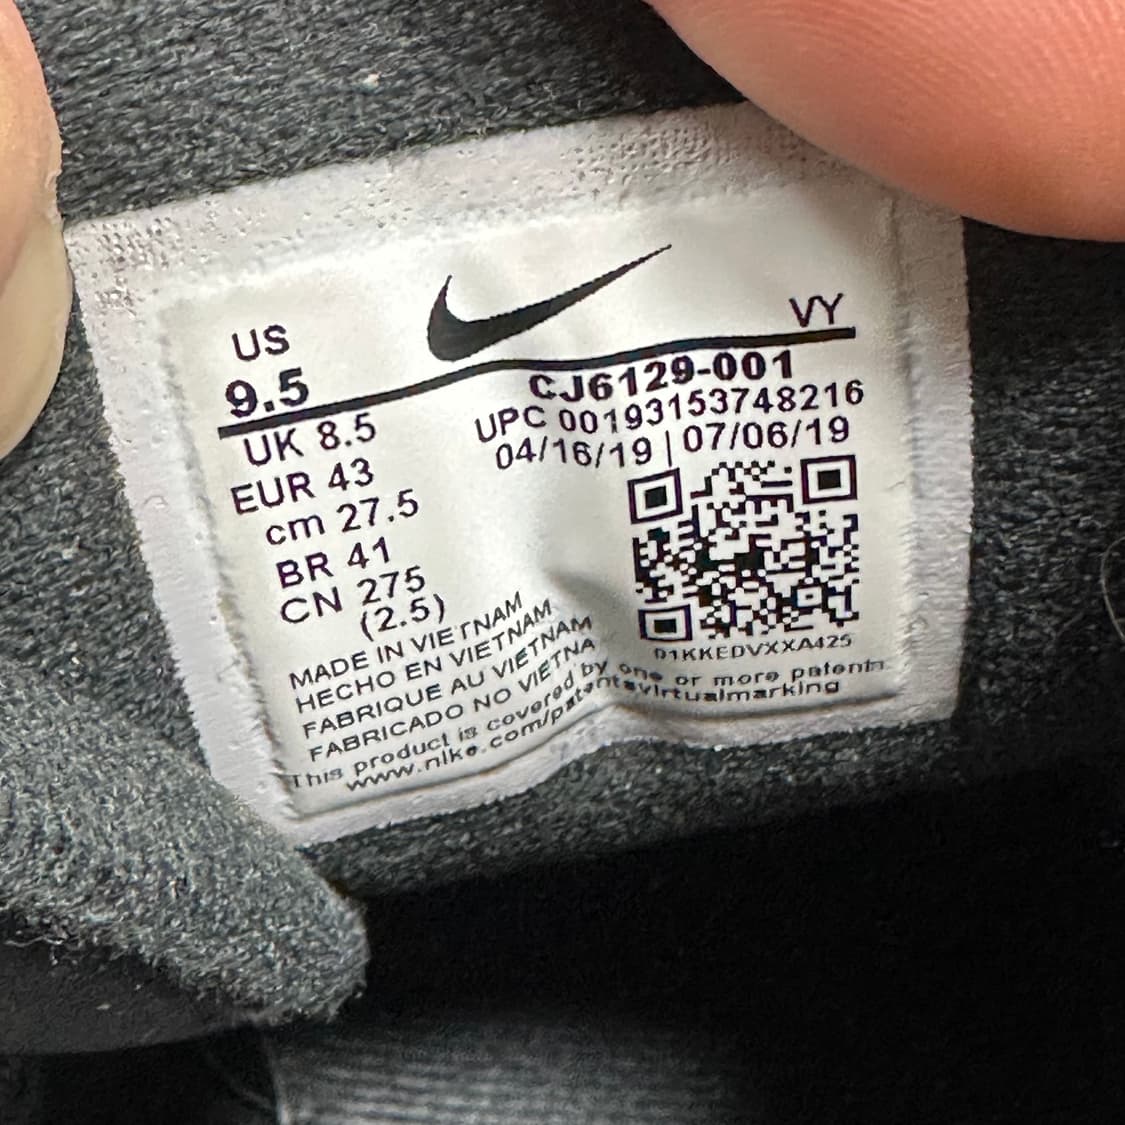 US
9.5
UK 8.5
EUR 43
cm 27.5
BR 41
CN 275
(2.5)
VY
CJ6129-001
UPC 00193153748216
04/16/19 | 07/06/19
01KKEDVXXA425
MADE IN VIETNAM
HECHO EN VIETNAM
FABRIQUE AU VIETNAM
FABRICADO NO VIETNA
This product is covered by one or more patents
www.nike.com/patentsvirtualmarking